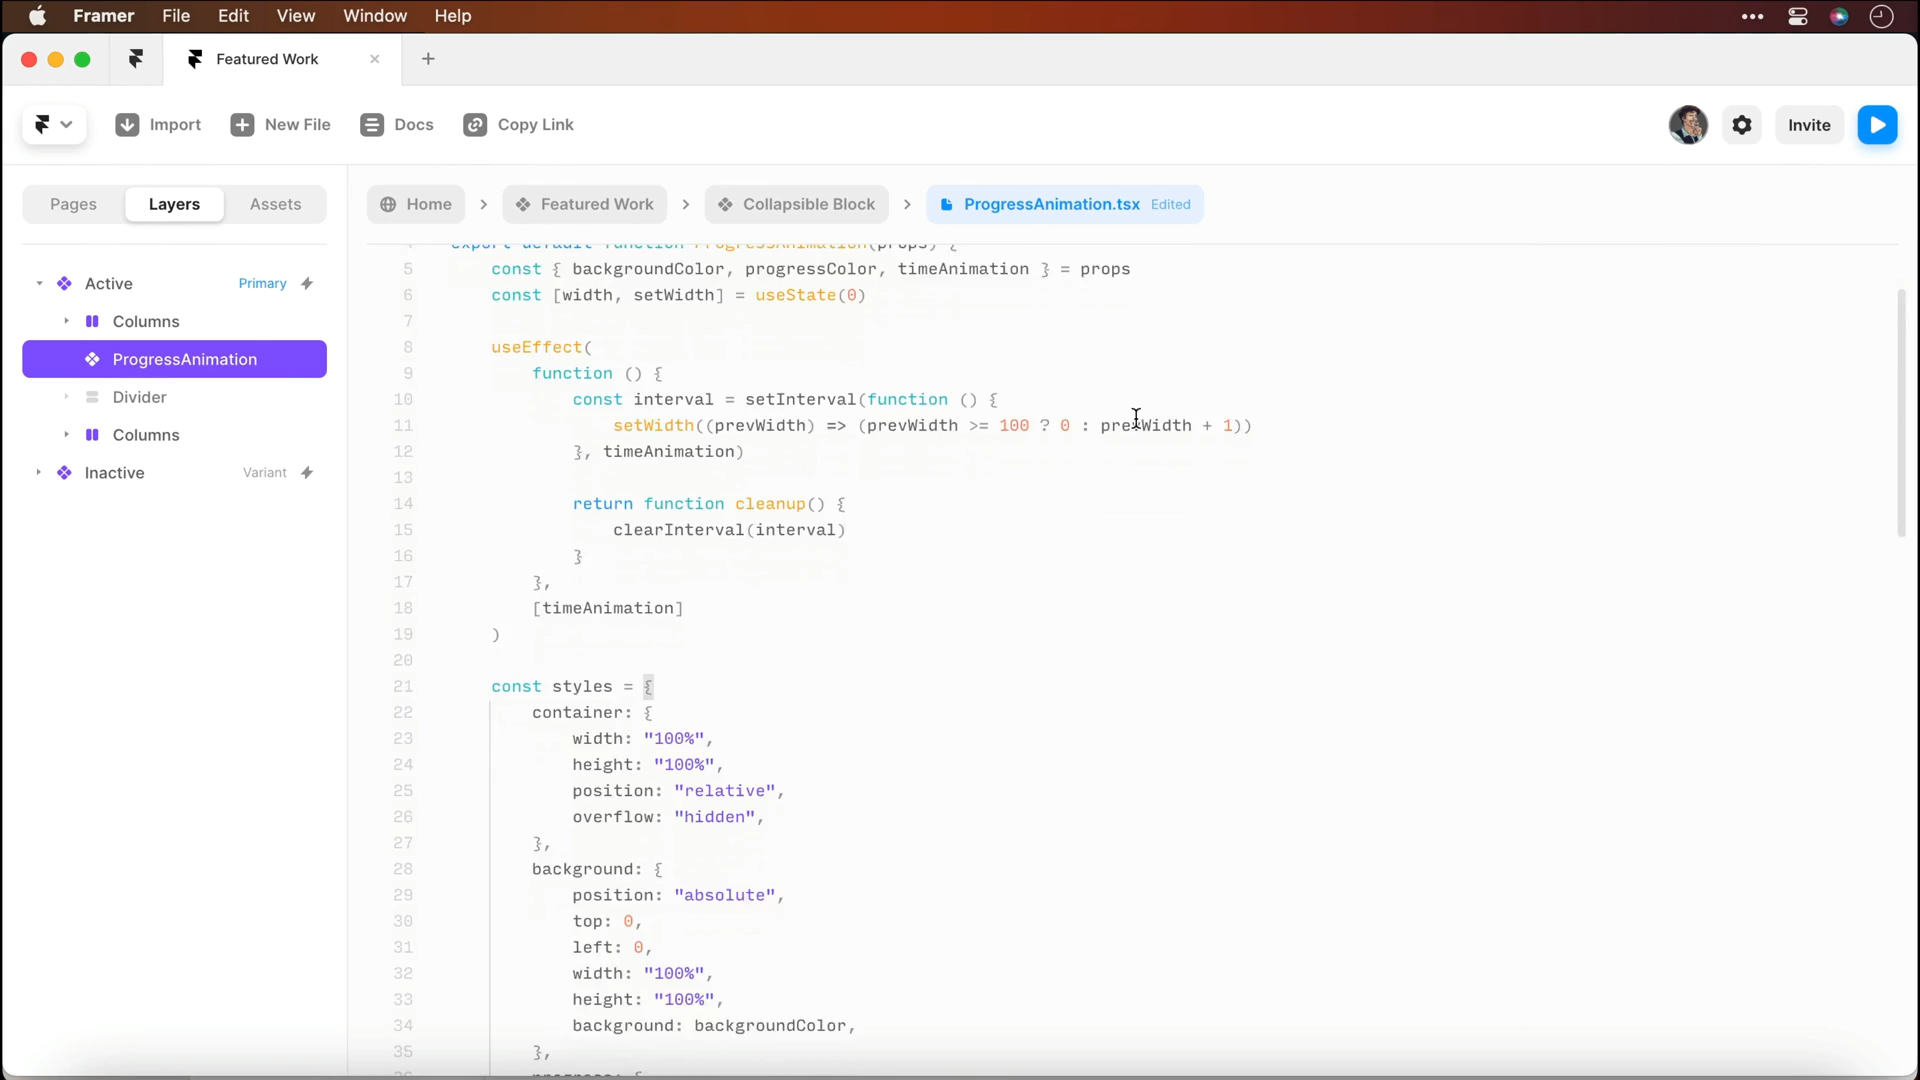 Framer File Edit View Window Help
Featured Work
Import New File Docs Copy Link
Invite
Pages Layers Assets
Home Featured Work Collapsible Block ProgressAnimation.tsx Edited
Active Primary
Columns
ProgressAnimation
Divider
Columns
Inactive Variant
4 export default function ProgressAnimation(props) {
5 const { backgroundColor, progressColor, timeAnimation } = props
6 const [width, setWidth] = useState(0)
7
8 useEffect(
9 function () {
10 const interval = setInterval(function () {
11 setWidth((prevWidth) => (prevWidth >= 100 ? 0 : prevWidth + 1))
12 }, timeAnimation)
13
14 return function cleanup() {
15 clearInterval(interval)
16 }
17 },
18 [timeAnimation]
19 )
20
21 const styles = {
22 container: {
23 width: "100%",
24 height: "100%",
25 position: "relative",
26 overflow: "hidden",
27 },
28 background: {
29 position: "absolute",
30 top: 0,
31 left: 0,
32 width: "100%",
33 height: "100%",
34 background: backgroundColor,
35 },